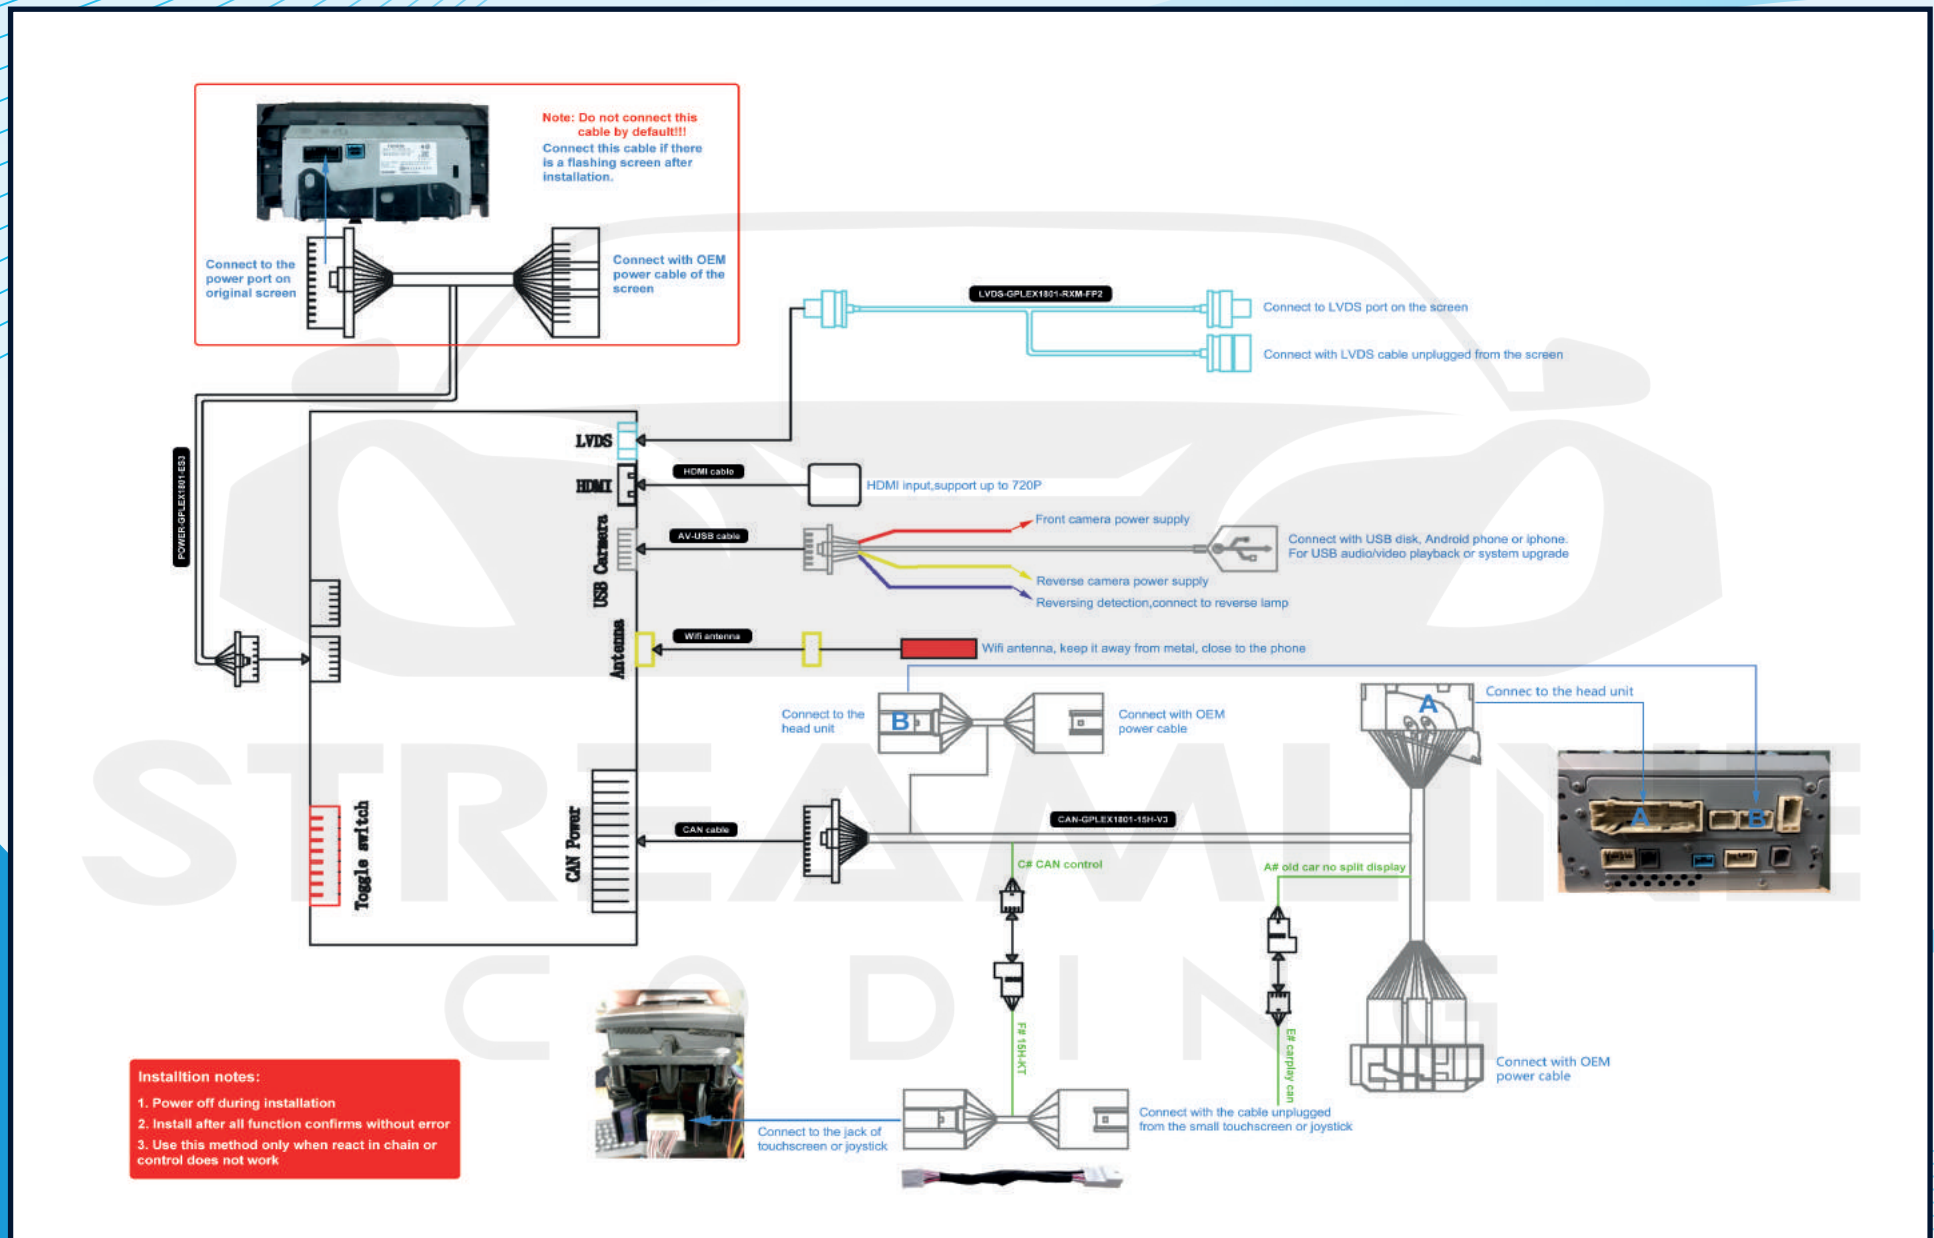 Note: Do not connect this
cable by default!!!
Connect this cable if there
is a flashing screen after
installation.
Connect to the
power port on
original screen
Connect with OEM
power cable of the
screen
LVDS-GPLEX1801-RXM-FP2
Connect to LVDS port on the screen
Connect with LVDS cable unplugged from the screen
POWER-GPLEX1801-ES3
LVDS
HDMI
HDMI cable
HDMI input,support up to 720P
USB Carmera
AV-USB cable
Front camera power supply
Connect with USB disk, Android phone or iphone.
For USB audio/video playback or system upgrade
Reverse camera power supply
Reversing detection,connect to reverse lamp
Antenna
Wifi antenna
Wifi antenna, keep it away from metal, close to the phone
Connect to the
head unit
B
Connect with OEM
power cable
A
Connec to the head unit
A
B
STREAMLINE
CODING
Toggle switch
CAN Power
CAN cable
CAN-GPLEX1801-15H-V3
C# CAN control
A# old car no split display
F# 15H-KT
E# carplay can
Connect with OEM
power cable
Connect to the jack of
touchscreen or joystick
Connect with the cable unplugged
from the small touchscreen or joystick
Installtion notes:
1. Power off during installation
2. Install after all function confirms without error
3. Use this method only when react in chain or
control does not work